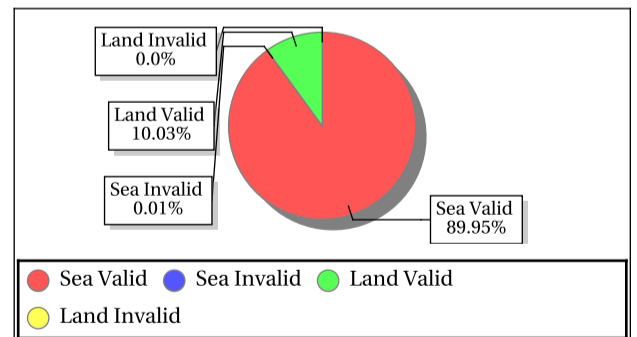 Land Invalid
0.0%
Land Valid
10.03%
Sea Invalid
0.01%
Sea Valid
89.95%
Sea Valid Sea Invalid Land Valid
Land Invalid